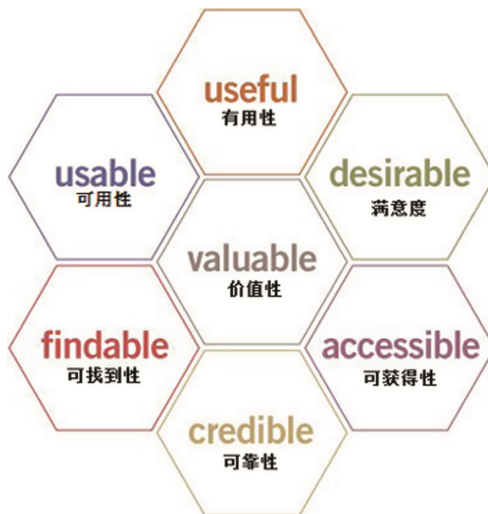 useful
有用性
usable
可用性
desirable
满意度
valuable
价值性
findable
可找到性
accessible
可获得性
credible
可靠性